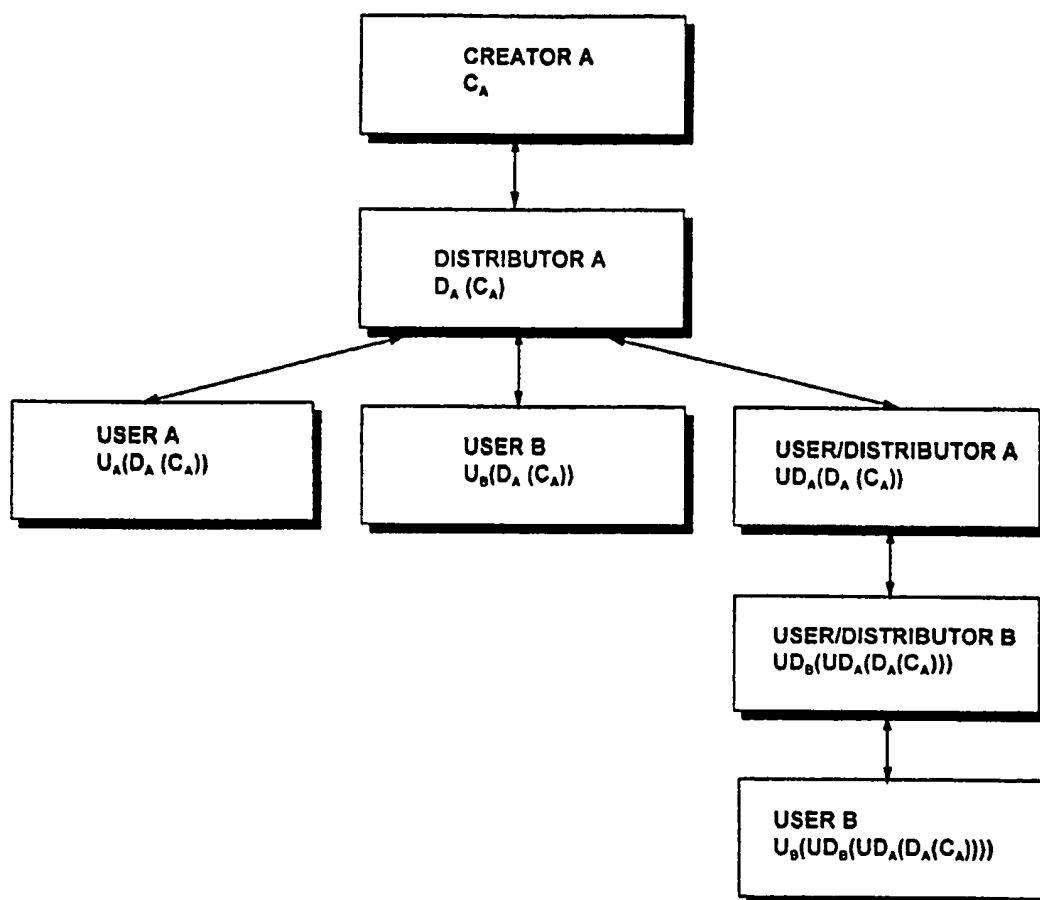 CREATOR A
C_A
DISTRIBUTOR A
D_A (C_A)
USER A
U_A(D_A (C_A))
USER B
U_B(D_A (C_A))
USER/DISTRIBUTOR A
UD_A(D_A (C_A))
USER/DISTRIBUTOR B
UD_B(UD_A(D_A(C_A)))
USER B
U_B(UD_B(UD_A(D_A(C_A))))